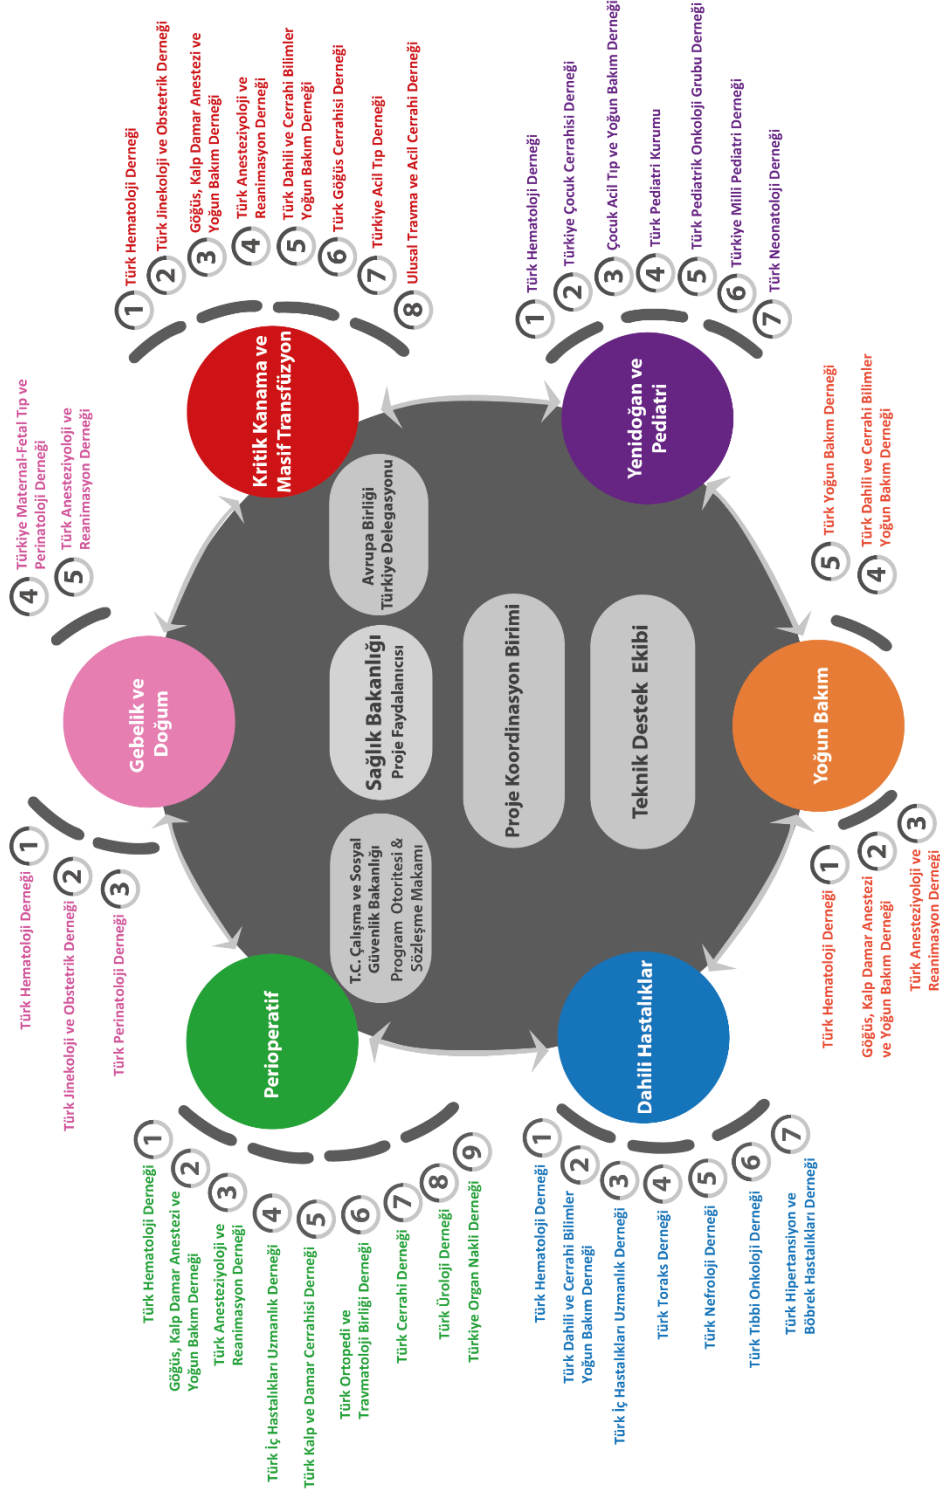 Gebelik ve
Doğum
1
Türk Hematoloji Derneği
2
Türk Jinekoloji ve Obstetrik Derneği
3
Türk Perinatoloji Derneği
4
Türkiye Maternal-Fetal Tıp ve
Perinatoloji Derneği
5
Türk Anesteziyoloji ve
Reanimasyon Derneği
Kritik Kanama ve
Masif Transfüzyon
1
Türk Hematoloji Derneği
2
Türk Jinekoloji ve Obstetrik Derneği
3
Göğüs, Kalp Damar Anestezi ve
Yoğun Bakım Derneği
4
Türk Anesteziyoloji ve
Reanimasyon Derneği
5
Türk Dahili ve Cerrahi Bilimler
Yoğun Bakım Derneği
6
Türk Göğüs Cerrahisi Derneği
7
Türkiye Acil Tıp Derneği
8
Ulusal Travma ve Acil Cerrahi Derneği
Yenidoğan ve
Pediatri
1
Türk Hematoloji Derneği
2
Türkiye Çocuk Cerrahisi Derneği
3
Çocuk Acil Tıp ve Yoğun Bakım Derneği
4
Türk Pediatri Kurumu
5
Türk Pediatrik Onkoloji Grubu Derneği
6
Türkiye Milli Pediatri Derneği
7
Türk Neonatoloji Derneği
Yoğun Bakım
1
Türk Hematoloji Derneği
2
Göğüs, Kalp Damar Anestezi
ve Yoğun Bakım Derneği
3
Türk Anesteziyoloji ve
Reanimasyon Derneği
4
Türk Dahili ve Cerrahi Bilimler
Yoğun Bakım Derneği
5
Türk Yoğun Bakım Derneği
Dahili Hastalıklar
1
Türk Hematoloji Derneği
2
Türk Dahili ve Cerrahi Bilimler
Yoğun Bakım Derneği
3
Türk İç Hastalıkları Uzmanlık Derneği
4
Türk Toraks Derneği
5
Türk Nefroloji Derneği
6
Türk Tıbbi Onkoloji Derneği
7
Türk Hipertansiyon ve
Böbrek Hastalıkları Derneği
Perioperatif
1
Türk Hematoloji Derneği
2
Göğüs, Kalp Damar Anestezi ve
Yoğun Bakım Derneği
3
Türk Anesteziyoloji ve
Reanimasyon Derneği
4
Türk İç Hastalıkları Uzmanlık Derneği
5
Türk Kalp ve Damar Cerrahisi Derneği
6
Türk Ortopedi ve
Travmatoloji Birliği Derneği
7
Türk Cerrahi Derneği
8
Türk Üroloji Derneği
9
Türkiye Organ Nakli Derneği
T.C. Çalışma ve Sosyal
Güvenlik Bakanlığı
Program Otoritesi &
Sözleşme Makamı
Sağlık Bakanlığı
Proje Faydalanıcısı
Avrupa Birliği
Türkiye Delegasyonu
Proje Koordinasyon Birimi
Teknik Destek Ekibi